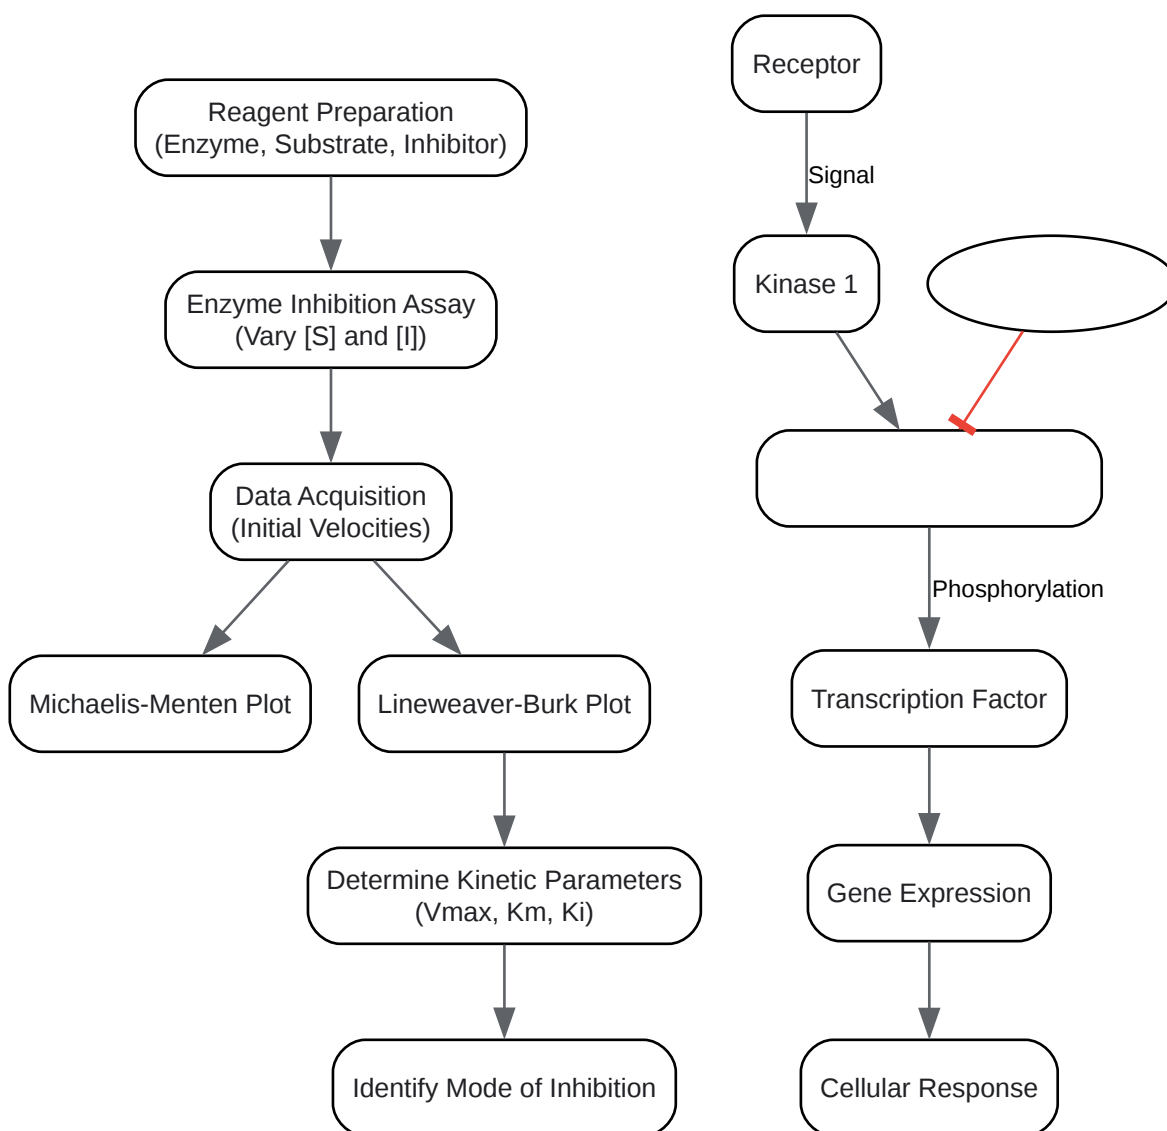 Reagent Preparation
(Enzyme, Substrate, Inhibitor)
Enzyme Inhibition Assay
(Vary [S] and [I])
Data Acquisition
(Initial Velocities)
Michaelis-Menten Plot
Lineweaver-Burk Plot
Determine Kinetic Parameters
(Vmax, Km, Ki)
Identify Mode of Inhibition
Receptor
Signal
Kinase 1
Phosphorylation
Transcription Factor
Gene Expression
Cellular Response